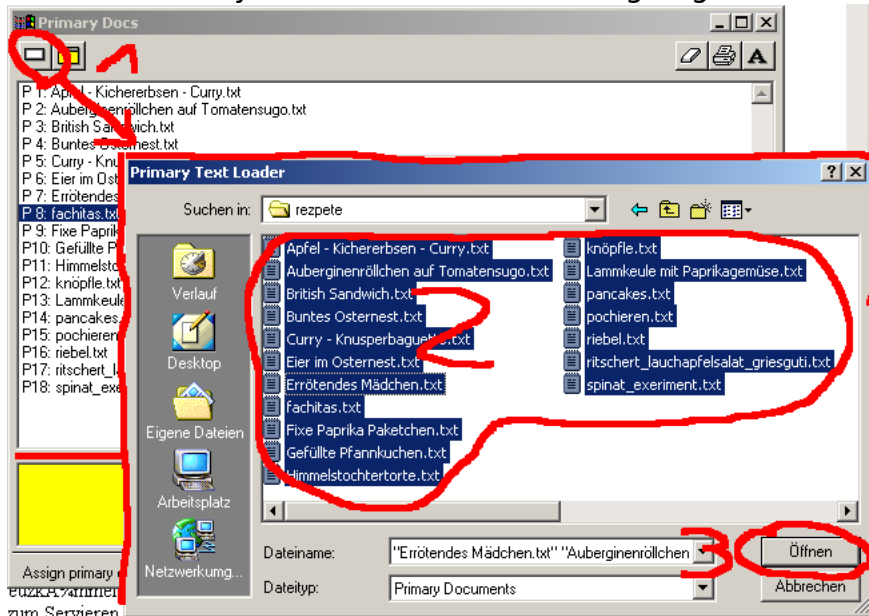 Primary Docs
1
A
P 1: Apfel - Kichererbsen - Curry.txt
P 2: Auberginenröllchen auf Tomatensugo.txt
P 3: British Sandwich.txt
P 4: Buntes Osternest.txt
P 5: Curry - Knu
P 6: Eier im Ost
P 7: Errötendes
P 8: fachitas.txt
P 9: Fixe Paprik
P10: Gefüllte P
P11: Himmelsto
P12: knöpfle.txt
P13: Lammkeule
P14: pancakes.
P15: pochieren
P16: riebel.txt
P17: ritschert_l
P18: spinat_exe
Assign primary
zum Servieren
Primary Text Loader
Suchen in:
rezpete
Verlauf
Desktop
Eigene Dateien
Arbeitsplatz
Netzwerkumg...
Apfel - Kichererbsen - Curry.txt
Auberginenröllchen auf Tomatensugo.txt
British Sandwich.txt
Buntes Osternest.txt
Curry - Knusperbaguette.txt
Eier im Osternest.txt
Errötendes Mädchen.txt
fachitas.txt
Fixe Paprika Paketchen.txt
Gefüllte Pfannkuchen.txt
Himmelstochtertorte.txt
knöpfle.txt
Lammkeule mit Paprikagemüse.txt
pancakes.txt
pochieren.txt
riebel.txt
ritschert_lauchapfelsalat_griesguti.txt
spinat_exeriment.txt
2
Dateiname:
"Errötendes Mädchen.txt" "Auberginenröllchen
3
Öffnen
Dateityp:
Primary Documents
Abbrechen